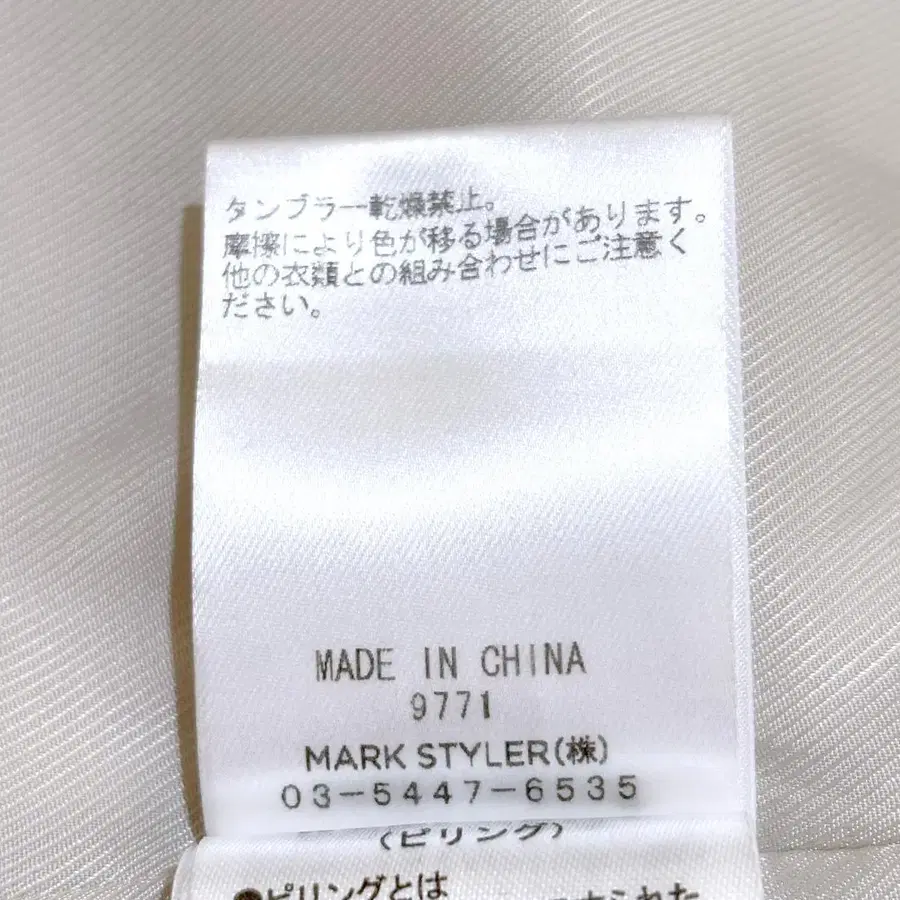 タンブラー乾燥禁止。
摩擦により色が移る場合があります。
他の衣類との組み合わせにご注意く
ださい。
MADE IN CHINA
9771
MARK STYLER(株)
03-5447-6535
(ピリング)
●ピリングとは
られた